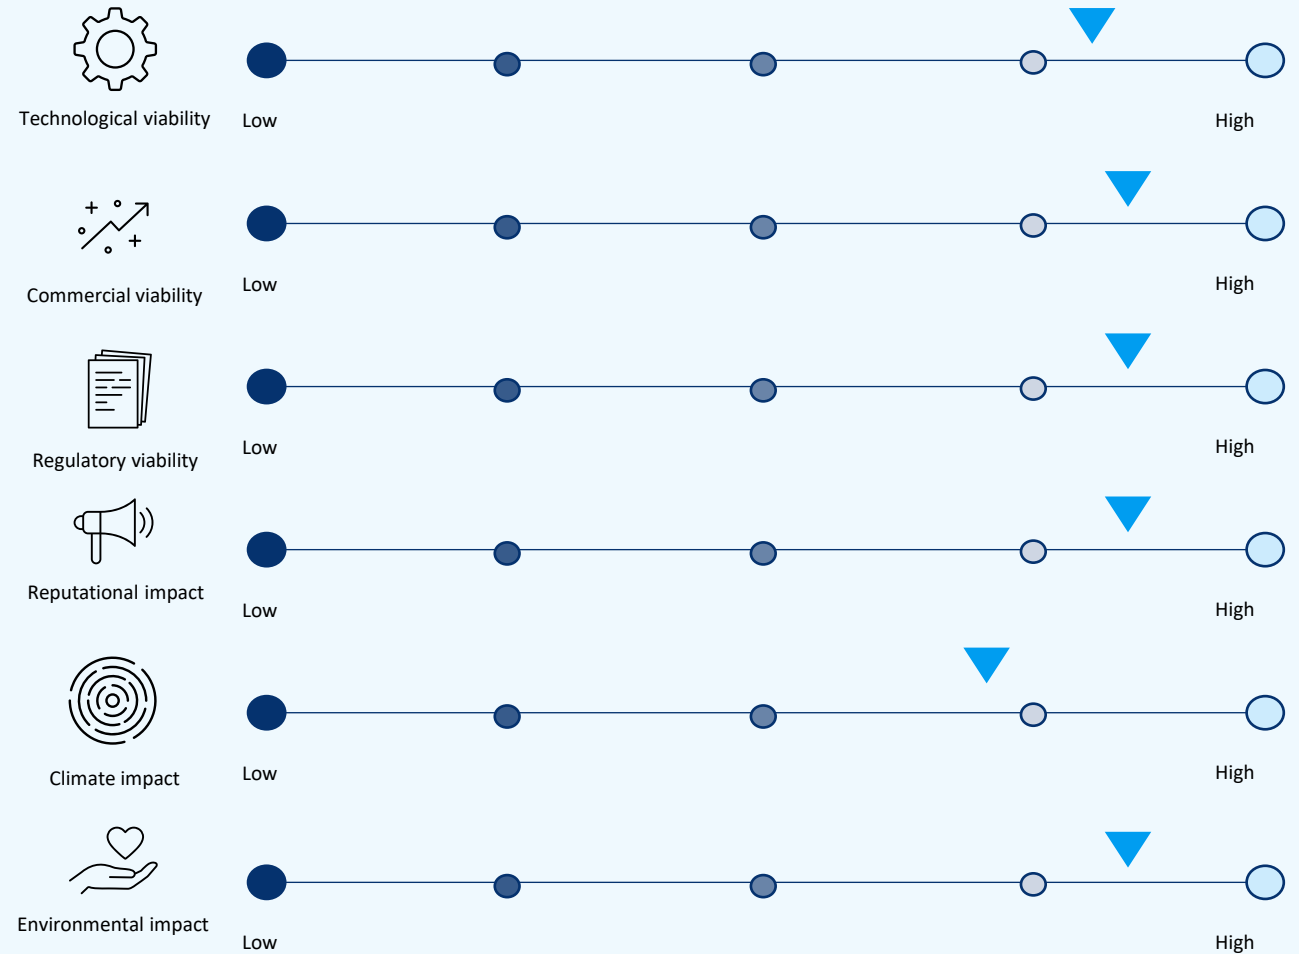 Technological viability
Low
High
Commercial viability
Low
High
Regulatory viability
Low
High
Reputational impact
Low
High
Climate impact
Low
High
Environmental impact
Low
High